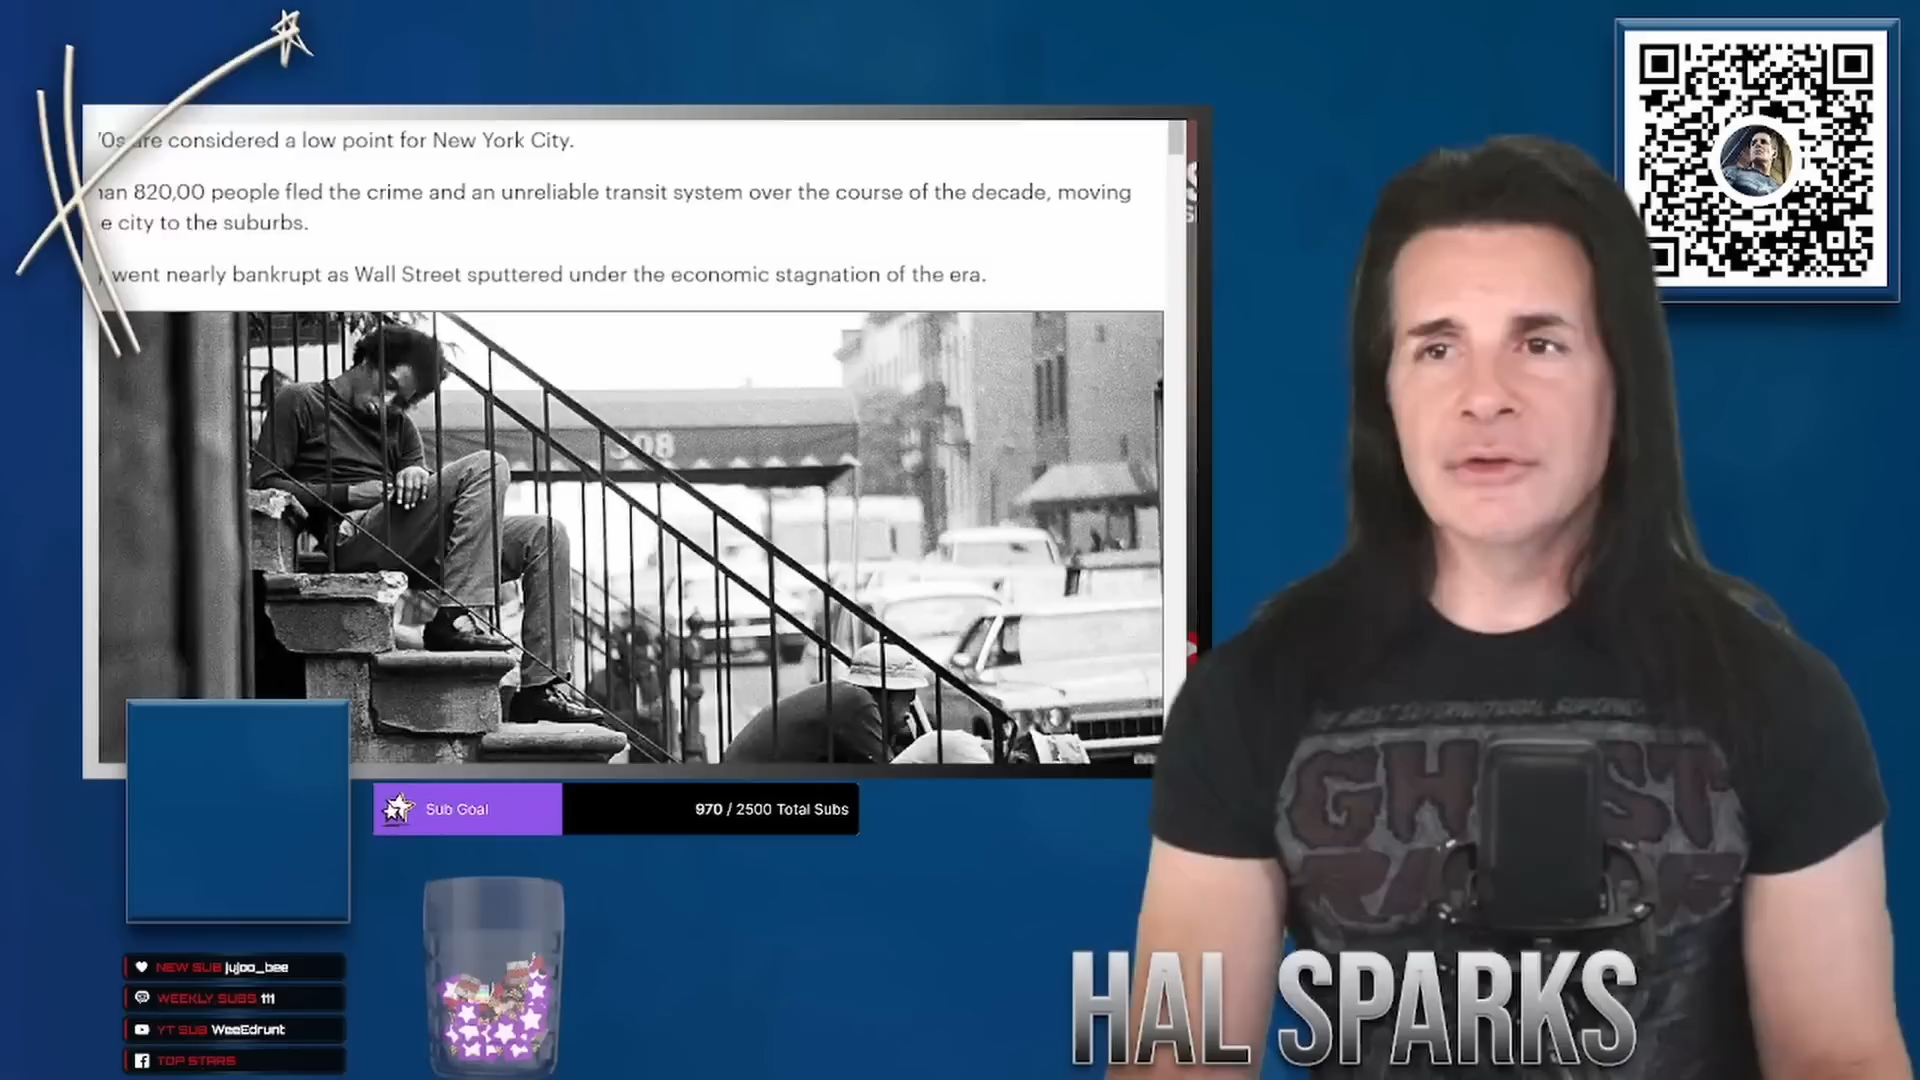 '0s are considered a low point for New York City.
an 820,00 people fled the crime and an unreliable transit system over the course of the decade, moving
e city to the suburbs.
went nearly bankrupt as Wall Street sputtered under the economic stagnation of the era.
308
Sub Goal
970 / 2500 Total Subs
GHOST
HAL SPARKS
NEW SUB jujoo_bee
WEEKLY SUBS 111
YT SUB WeeEdrunt
TOP STARS